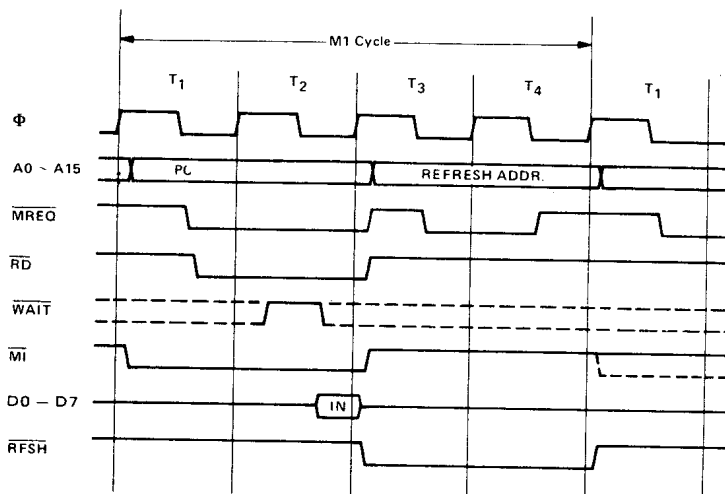 M1 Cycle
T1 T2 T3 T4 T1
Φ
A0 ~ A15 PC REFRESH ADDR.
MREQ
RD
WAIT
MI
D0 — D7 IN
RFSH